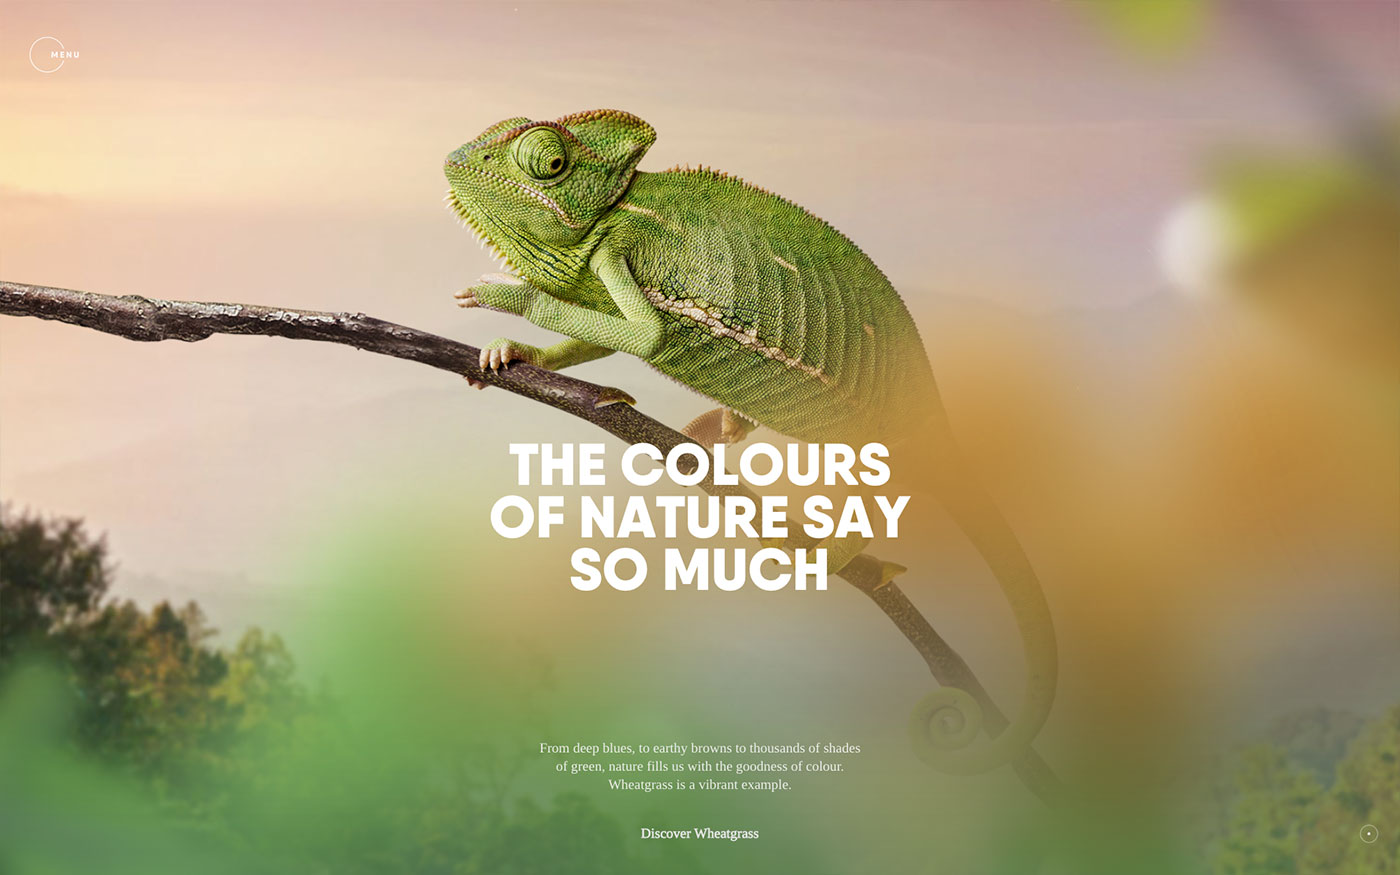 MENU
THE COLOURS
OF NATURE SAY
SO MUCH
From deep blues, to earthy browns to thousands of shades
of green, nature fills us with the goodness of colour.
Wheatgrass is a vibrant example.
Discover Wheatgrass